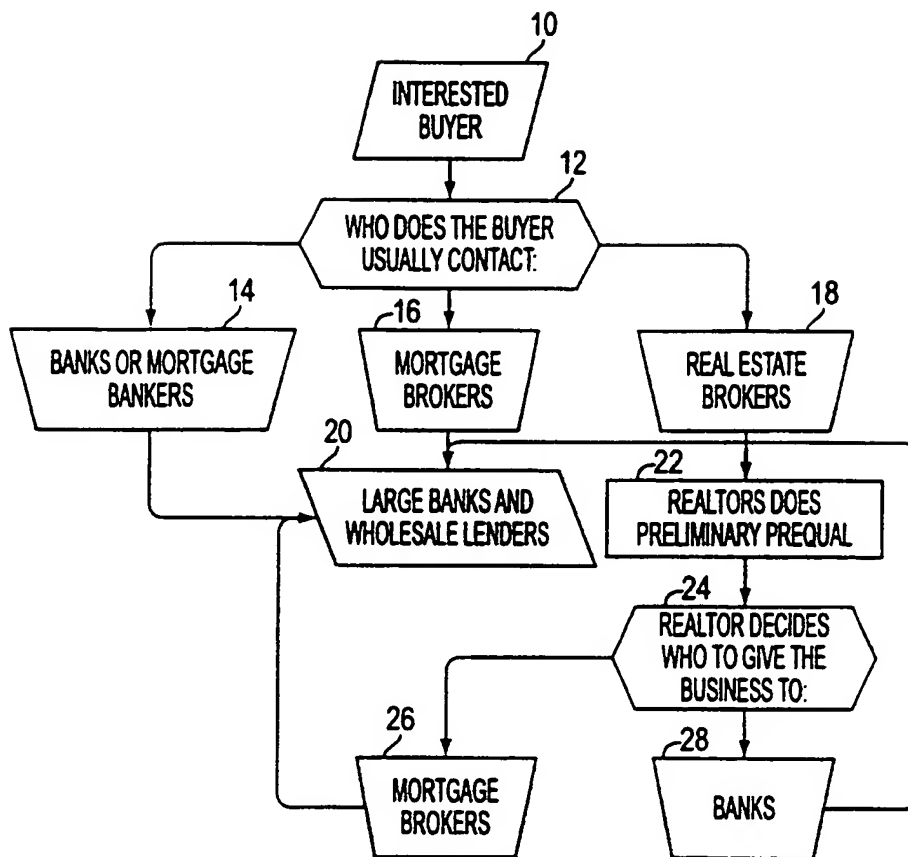 10
INTERESTED
BUYER
12
WHO DOES THE BUYER
USUALLY CONTACT:
14
BANKS OR MORTGAGE
BANKERS
16
MORTGAGE
BROKERS
18
REAL ESTATE
BROKERS
20
LARGE BANKS AND
WHOLESALE LENDERS
22
REALTORS DOES
PRELIMINARY PREQUAL
24
REALTOR DECIDES
WHO TO GIVE THE
BUSINESS TO:
26
MORTGAGE
BROKERS
28
BANKS